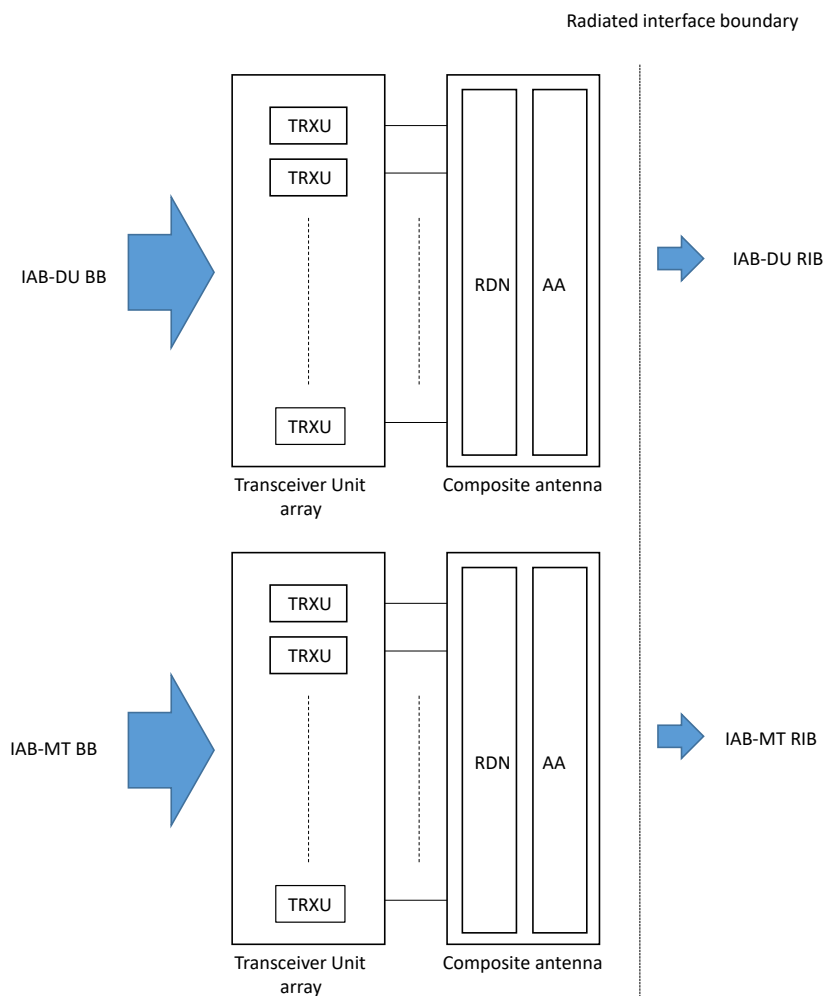 Radiated interface boundary
TRXU
TRXU
IAB-DU BB
RDN
AA
IAB-DU RIB
TRXU
Transceiver Unit
array
Composite antenna
TRXU
TRXU
IAB-MT BB
RDN
AA
IAB-MT RIB
TRXU
Transceiver Unit
array
Composite antenna